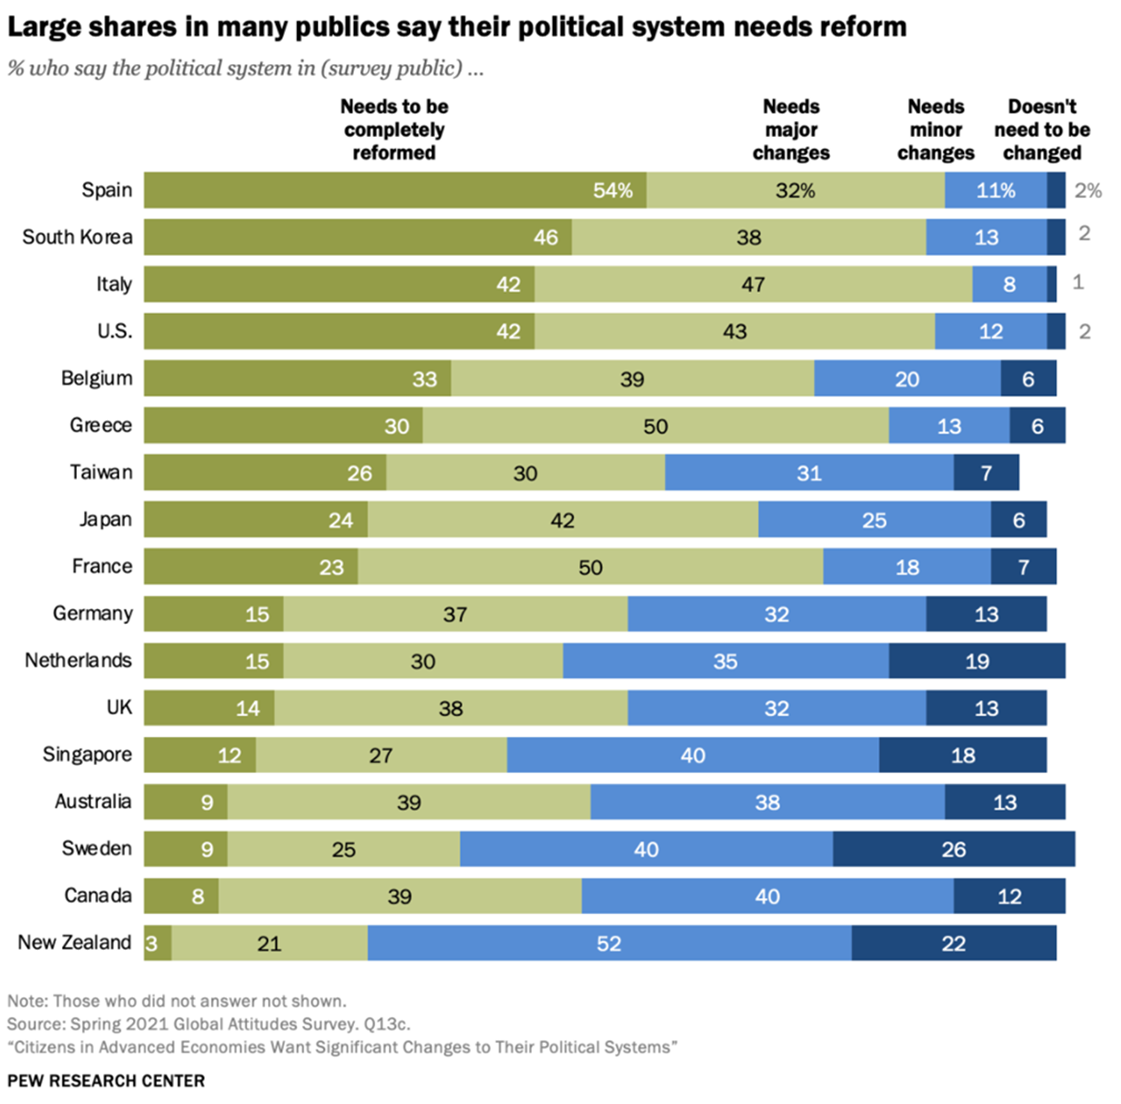 Large shares in many publics say their political system needs reform
% who say the political system in (survey public) ...
Needs to be completely reformed
Needs major changes
Needs minor changes
Doesn't need to be changed
Spain 54% 32% 11% 2%
South Korea 46 38 13 2
Italy 42 47 8 1
U.S. 42 43 12 2
Belgium 33 39 20 6
Greece 30 50 13 6
Taiwan 26 30 31 7
Japan 24 42 25 6
France 23 50 18 7
Germany 15 37 32 13
Netherlands 15 30 35 19
UK 14 38 32 13
Singapore 12 27 40 18
Australia 9 39 38 13
Sweden 9 25 40 26
Canada 8 39 40 12
New Zealand 3 21 52 22
Note: Those who did not answer not shown.
Source: Spring 2021 Global Attitudes Survey. Q13c.
“Citizens in Advanced Economies Want Significant Changes to Their Political Systems”
PEW RESEARCH CENTER